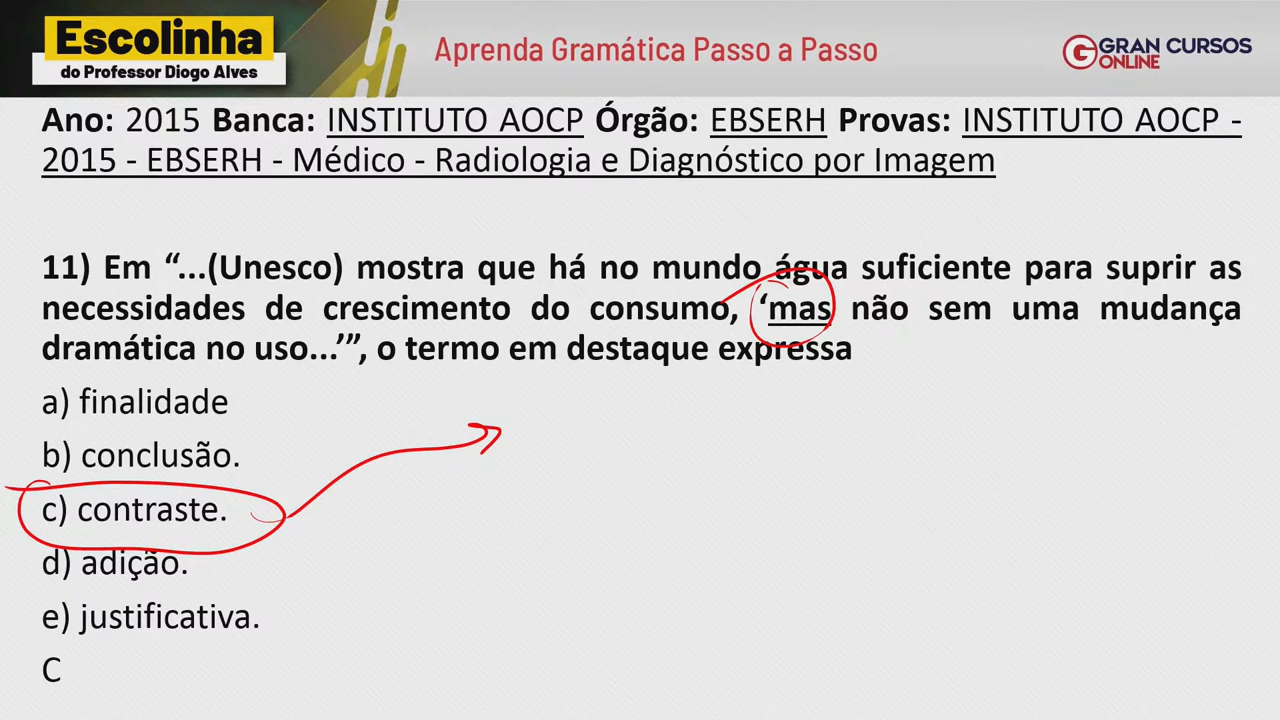 Escolinha
do Professor Diogo Alves
Aprenda Gramática Passo a Passo
GRAN CURSOS
ONLINE
Ano: 2015 Banca: INSTITUTO AOCP Órgão: EBSERH Provas: INSTITUTO AOCP -
2015 - EBSERH - Médico - Radiologia e Diagnóstico por Imagem
11) Em “...(Unesco) mostra que há no mundo água suficiente para suprir as
necessidades de crescimento do consumo, ‘mas não sem uma mudança
dramática no uso...’”, o termo em destaque expressa
a) finalidade
b) conclusão.
c) contraste.
d) adição.
e) justificativa.
C